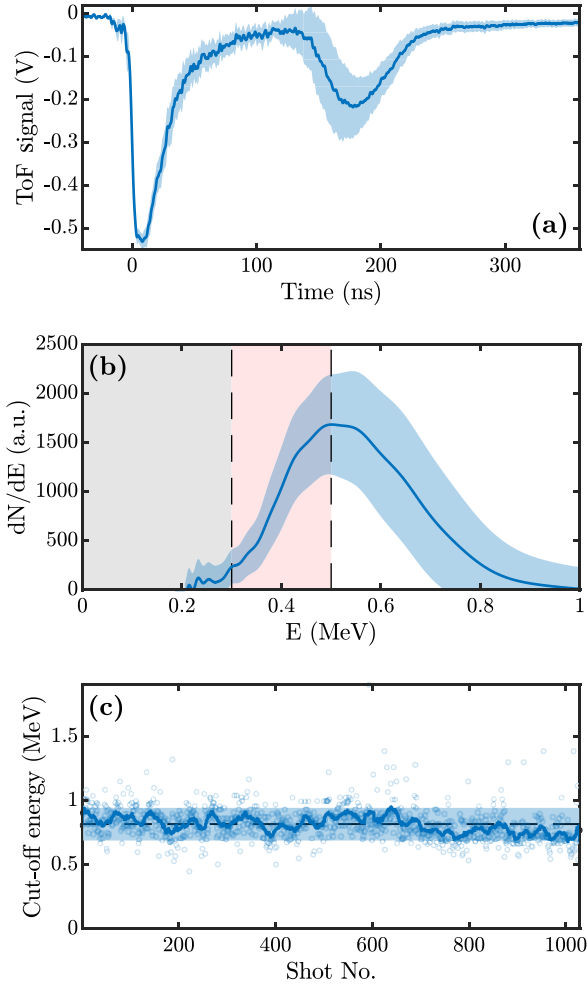 0
-0.1
-0.2
-0.3
-0.4
-0.5
ToF signal (V)
(a)
0 100 200 300
Time (ns)
2500
2000
1500
1000
500
0
dN/dE (a.u.)
(b)
0 0.2 0.4 0.6 0.8 1
E (MeV)
1.5
1
0.5
0
Cut-off energy (MeV)
(c)
200 400 600 800 1000
Shot No.